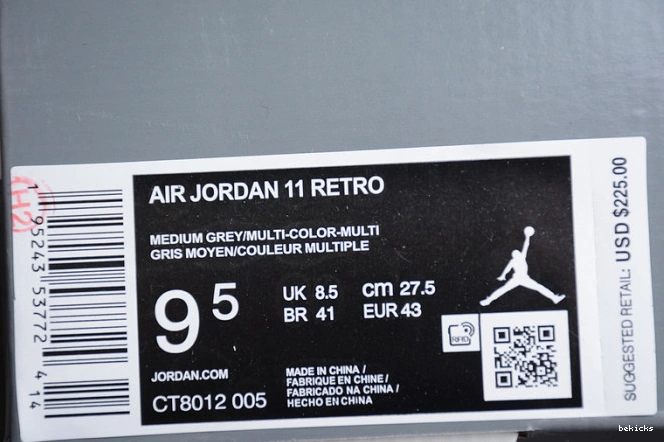 (H2)
1 95243 53772 4 14
AIR JORDAN 11 RETRO
MEDIUM GREY/MULTI-COLOR-MULTI
GRIS MOYEN/COULEUR MULTIPLE
9 5
UK 8.5 cm 27.5
BR 41 EUR 43
RFID
JORDAN.COM
CT8012 005
MADE IN CHINA /
FABRIQUE EN CHINE /
FABRICADO NA CHINA /
HECHO EN CHINA
SUGGESTED RETAIL: USD $225.00
bekicks